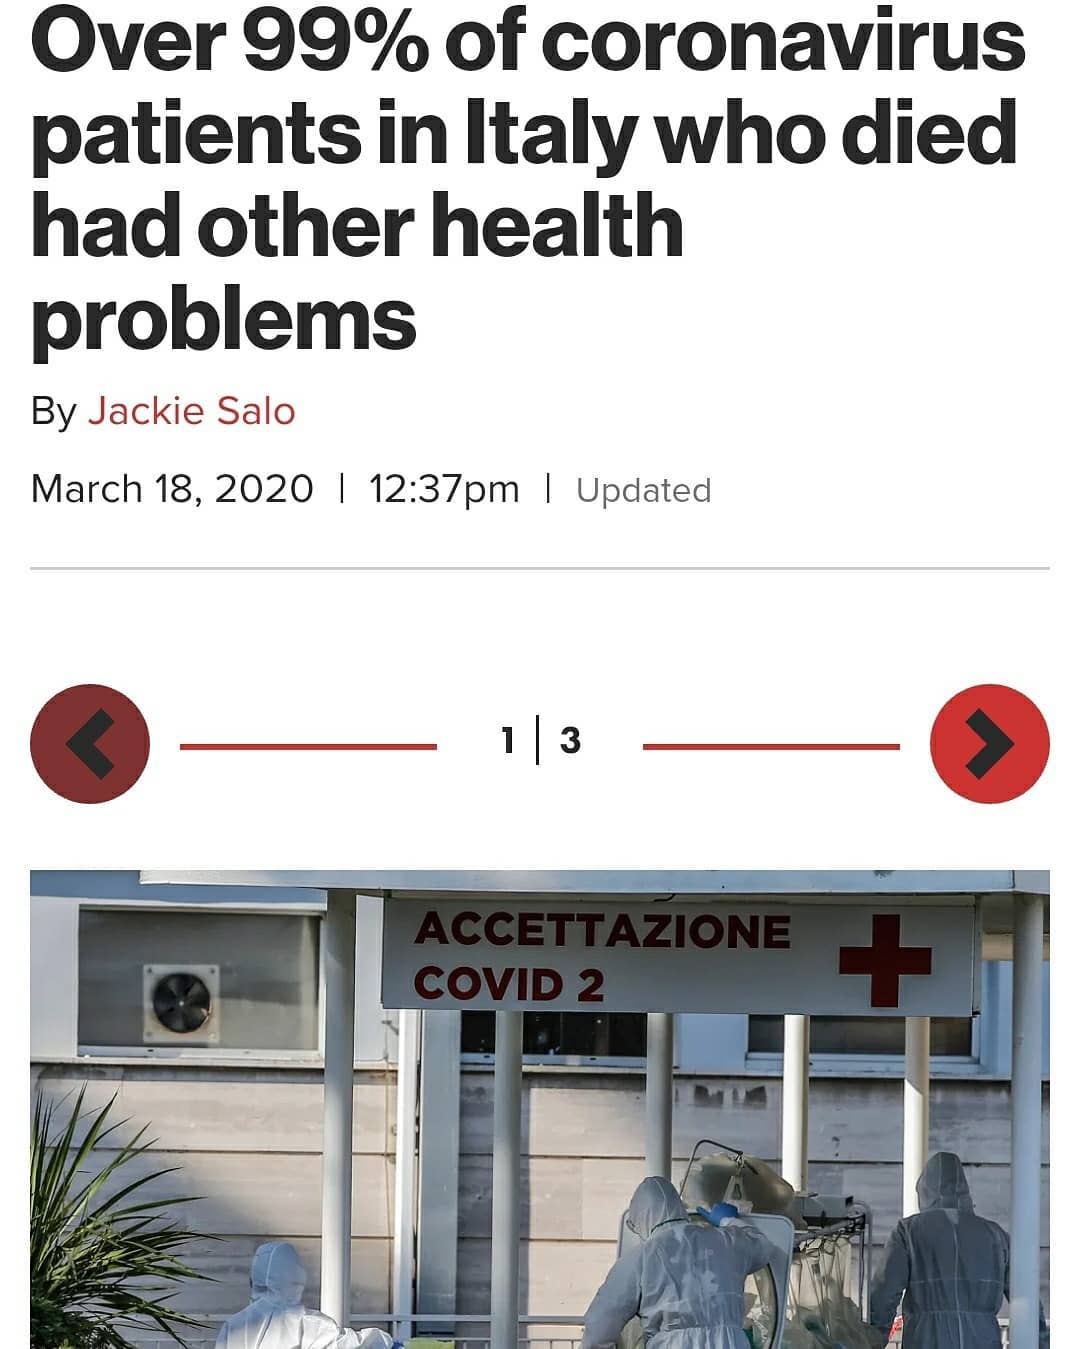 Over 99% of coronavirus
patients in Italy who died
had other health
problems
By Jackie Salo
March 18, 2020 | 12:37pm | Updated
1 | 3
ACCETTAZIONE
COVID 2